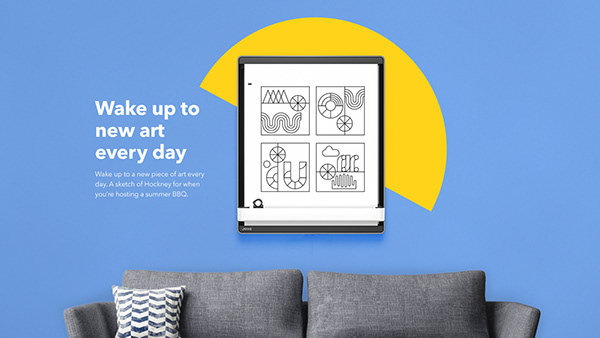 Wake up to
new art
every day
Wake up to a new piece of art every
day. A sketch of Hockney for when
you're hosting a summer BBQ.